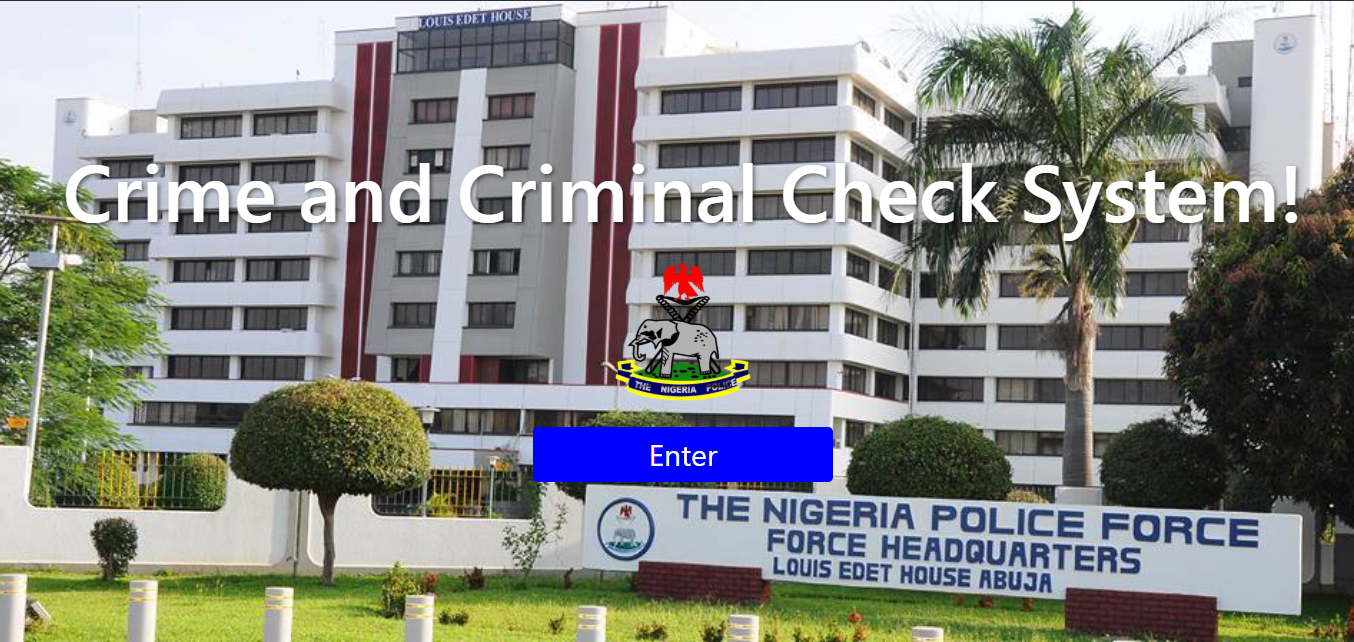 LOUIS EDET HOUSE
Crime and Criminal Check System!
THE NIGERIA POLICE
Enter
THE NIGERIA POLICE FORCE
FORCE HEADQUARTERS
LOUIS EDET HOUSE ABUJA